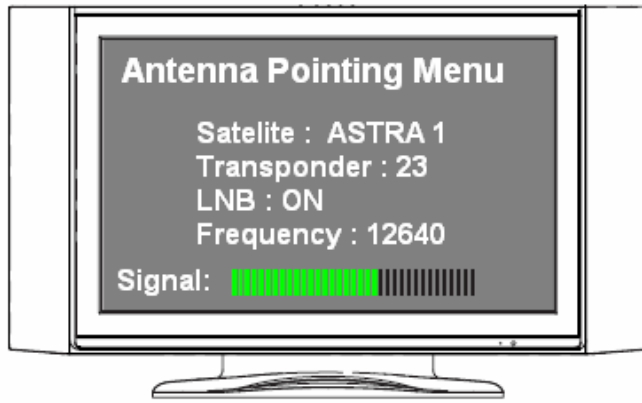 Antenna Pointing Menu
Satelite : ASTRA 1
Transponder : 23
LNB : ON
Frequency : 12640
Signal: